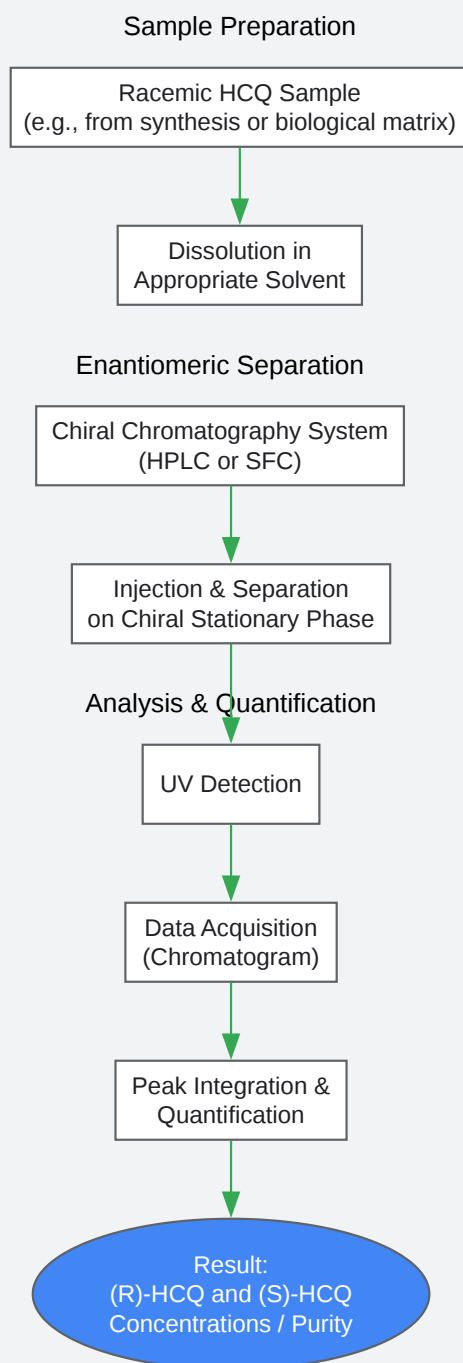 Sample Preparation
Racemic HCQ Sample
(e.g., from synthesis or biological matrix)
Dissolution in
Appropriate Solvent
Enantiomeric Separation
Chiral Chromatography System
(HPLC or SFC)
Injection & Separation
on Chiral Stationary Phase
Analysis & Quantification
UV Detection
Data Acquisition
(Chromatogram)
Peak Integration &
Quantification
Result:
(R)-HCQ and (S)-HCQ
Concentrations / Purity